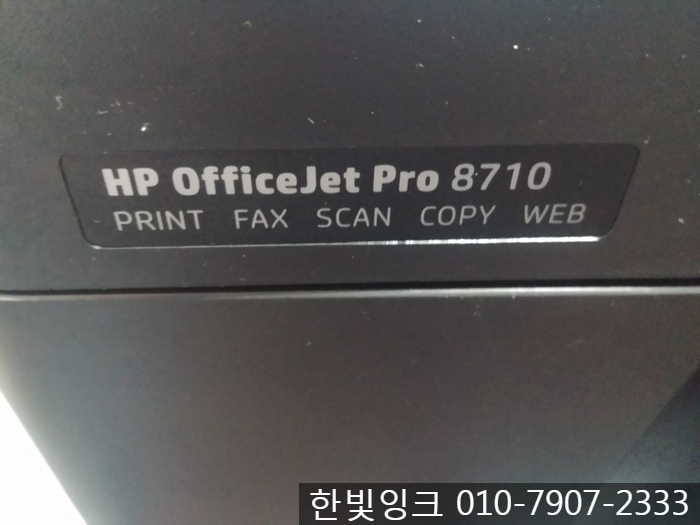 HP OfficeJet Pro 8710
PRINT FAX SCAN COPY WEB
한빛잉크 010-7907-2333